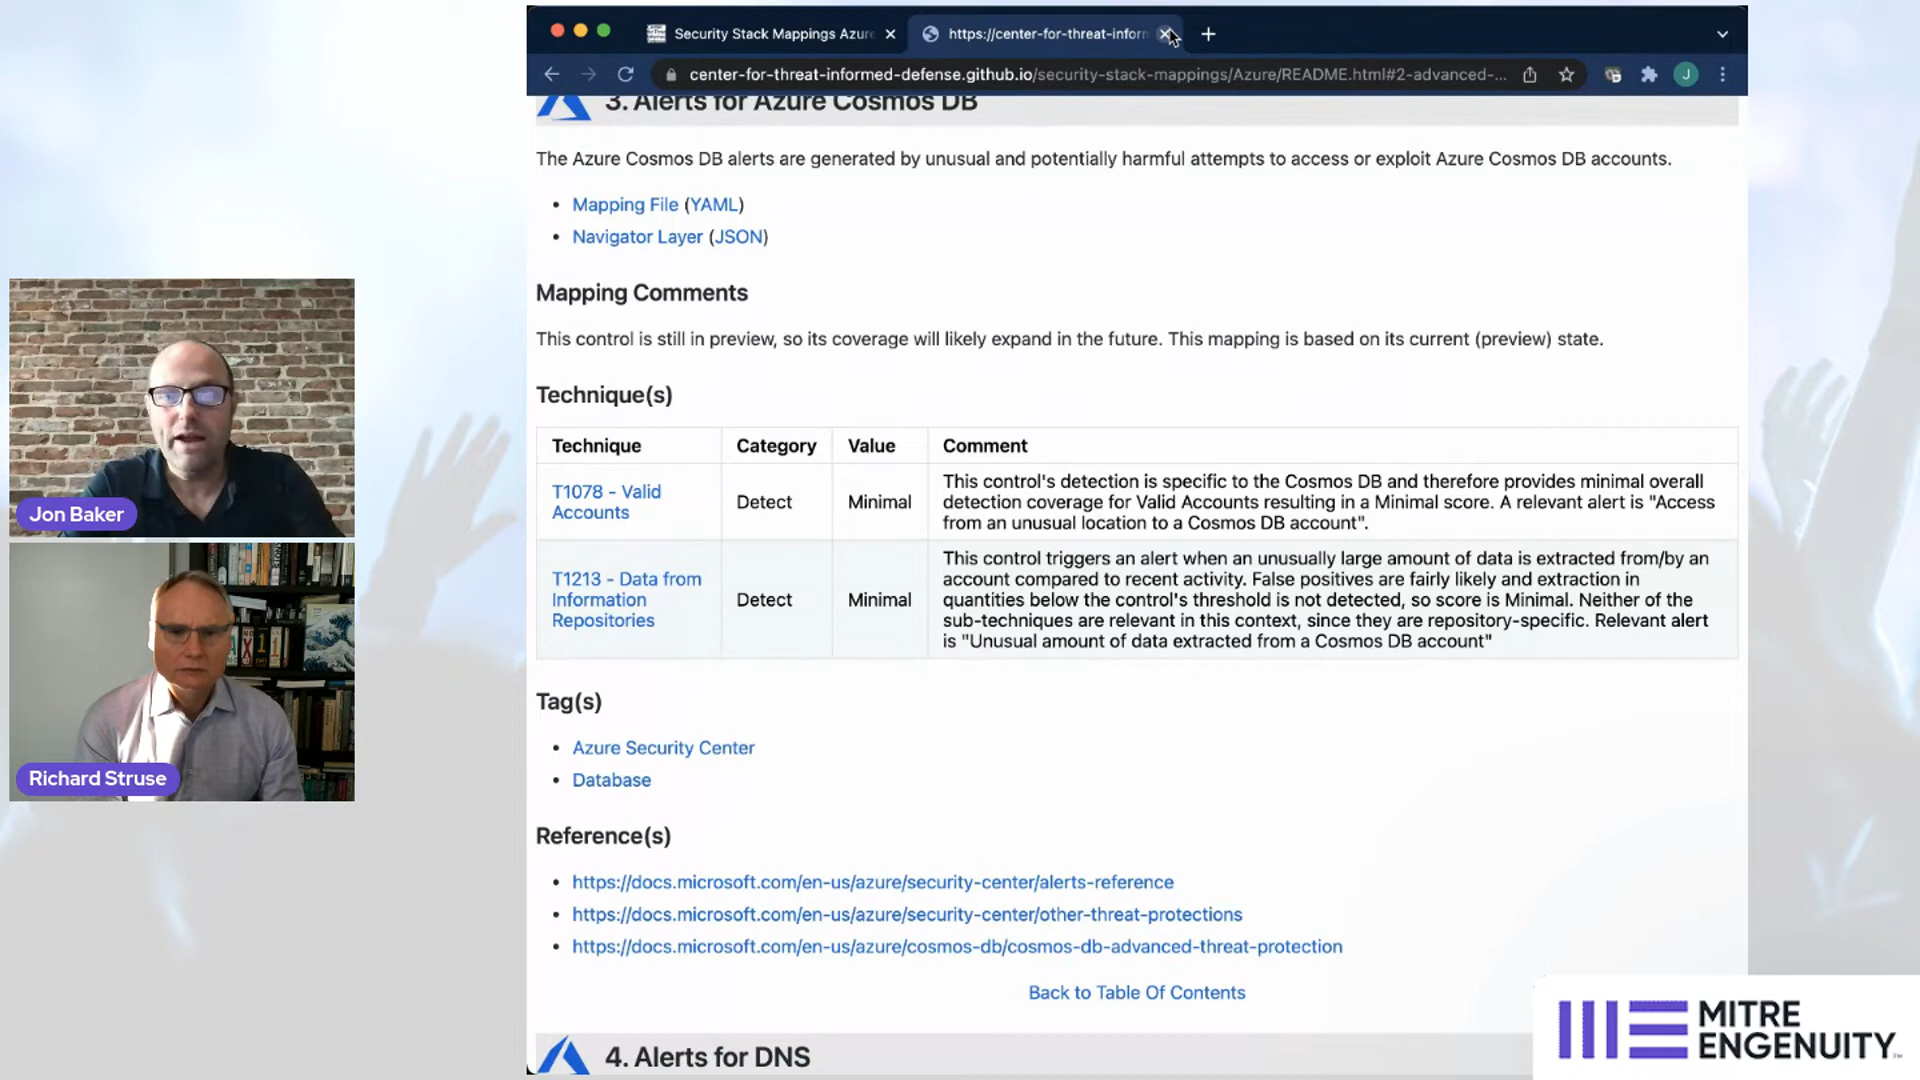 Security Stack Mappings Azure
https://center-for-threat-inform
center-for-threat-informed-defense.github.io/security-stack-mappings/Azure/README.html#2-advanced-...
J
3. Alerts for Azure Cosmos DB
The Azure Cosmos DB alerts are generated by unusual and potentially harmful attempts to access or exploit Azure Cosmos DB accounts.
• Mapping File (YAML)
• Navigator Layer (JSON)
Mapping Comments
This control is still in preview, so its coverage will likely expand in the future. This mapping is based on its current (preview) state.
Technique(s)
Technique Category Value Comment
T1078 - Valid
Accounts
Detect
Minimal
This control's detection is specific to the Cosmos DB and therefore provides minimal overall
detection coverage for Valid Accounts resulting in a Minimal score. A relevant alert is "Access
from an unusual location to a Cosmos DB account".
T1213 - Data from
Information
Repositories
Detect
Minimal
This control triggers an alert when an unusually large amount of data is extracted from/by an
account compared to recent activity. False positives are fairly likely and extraction in
quantities below the control's threshold is not detected, so score is Minimal. Neither of the
sub-techniques are relevant in this context, since they are repository-specific. Relevant alert
is "Unusual amount of data extracted from a Cosmos DB account"
Tag(s)
• Azure Security Center
• Database
Reference(s)
• https://docs.microsoft.com/en-us/azure/security-center/alerts-reference
• https://docs.microsoft.com/en-us/azure/security-center/other-threat-protections
• https://docs.microsoft.com/en-us/azure/cosmos-db/cosmos-db-advanced-threat-protection
Back to Table Of Contents
4. Alerts for DNS
Jon Baker
Richard Struse
MITRE
ENGENUITY